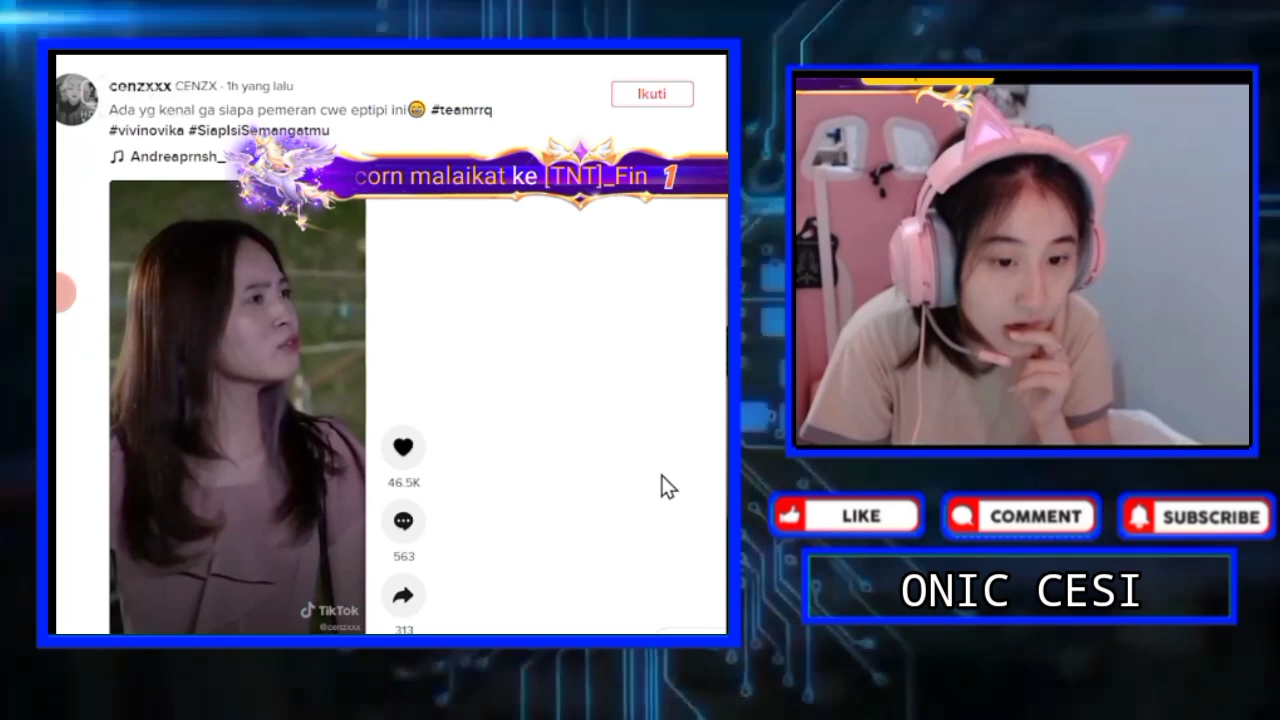 cenzxxx CENZX · 1h yang lalu
Ikuti
Ada yg kenal ga siapa pemeran cwe eptipi ini😁 #teamrrq
#vivinovika #SiapIsiSemangatmu
♫ Andreaprnsh_
corn malaikat ke [TNT]_Fin 1
46.5K
563
313
TikTok
@cenzxxx
LIKE
COMMENT
SUBSCRIBE
ONIC CESI